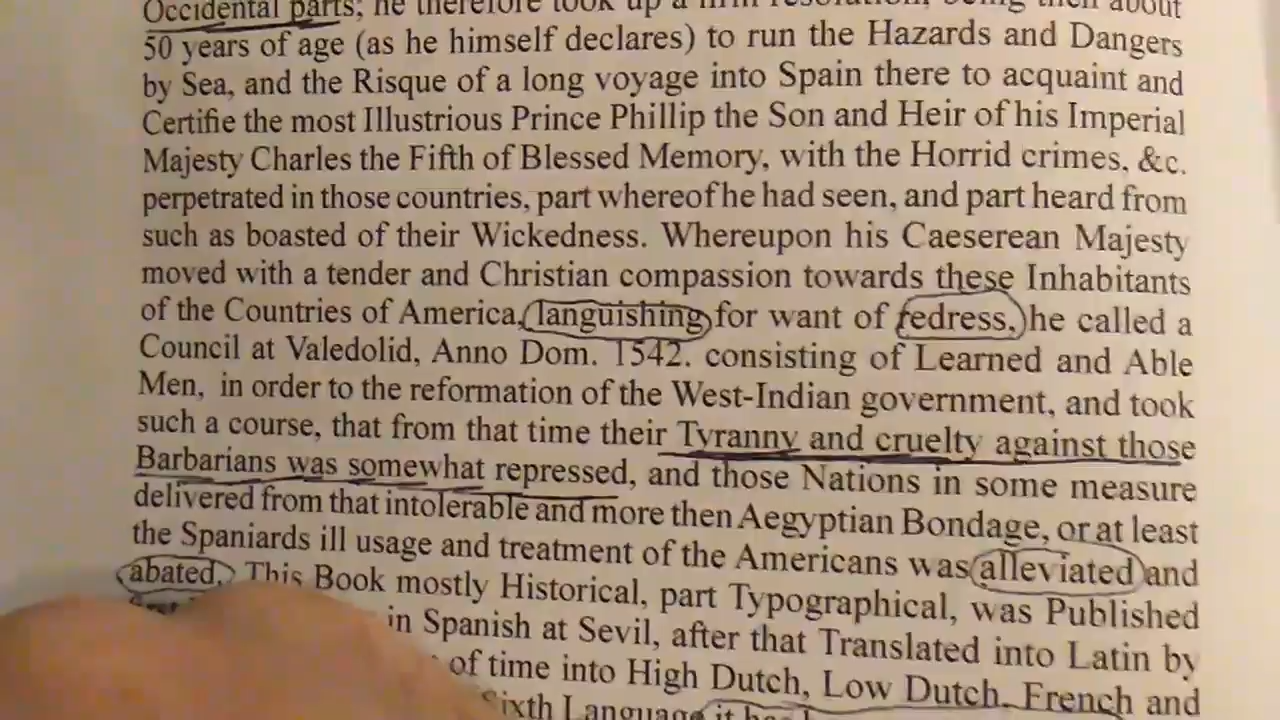 Occidental parts; he therefore took up a firm resolution, being then about
50 years of age (as he himself declares) to run the Hazards and Dangers
by Sea, and the Risque of a long voyage into Spain there to acquaint and
Certifie the most Illustrious Prince Phillip the Son and Heir of his Imperial
Majesty Charles the Fifth of Blessed Memory, with the Horrid crimes, &c.
perpetrated in those countries, part whereof he had seen, and part heard from
such as boasted of their Wickedness. Whereupon his Caeserean Majesty
moved with a tender and Christian compassion towards these Inhabitants
of the Countries of America, languishing for want of redress, he called a
Council at Valedolid, Anno Dom. 1542. consisting of Learned and Able
Men, in order to the reformation of the West-Indian government, and took
such a course, that from that time their Tyranny and cruelty against those
Barbarians was somewhat repressed, and those Nations in some measure
delivered from that intolerable and more then Aegyptian Bondage, or at least
the Spaniards ill usage and treatment of the Americans was alleviated and
abated. This Book mostly Historical, part Typographical, was Published
in Spanish at Sevil, after that Translated into Latin by
of time into High Dutch, Low Dutch, French and
Sixth Language it